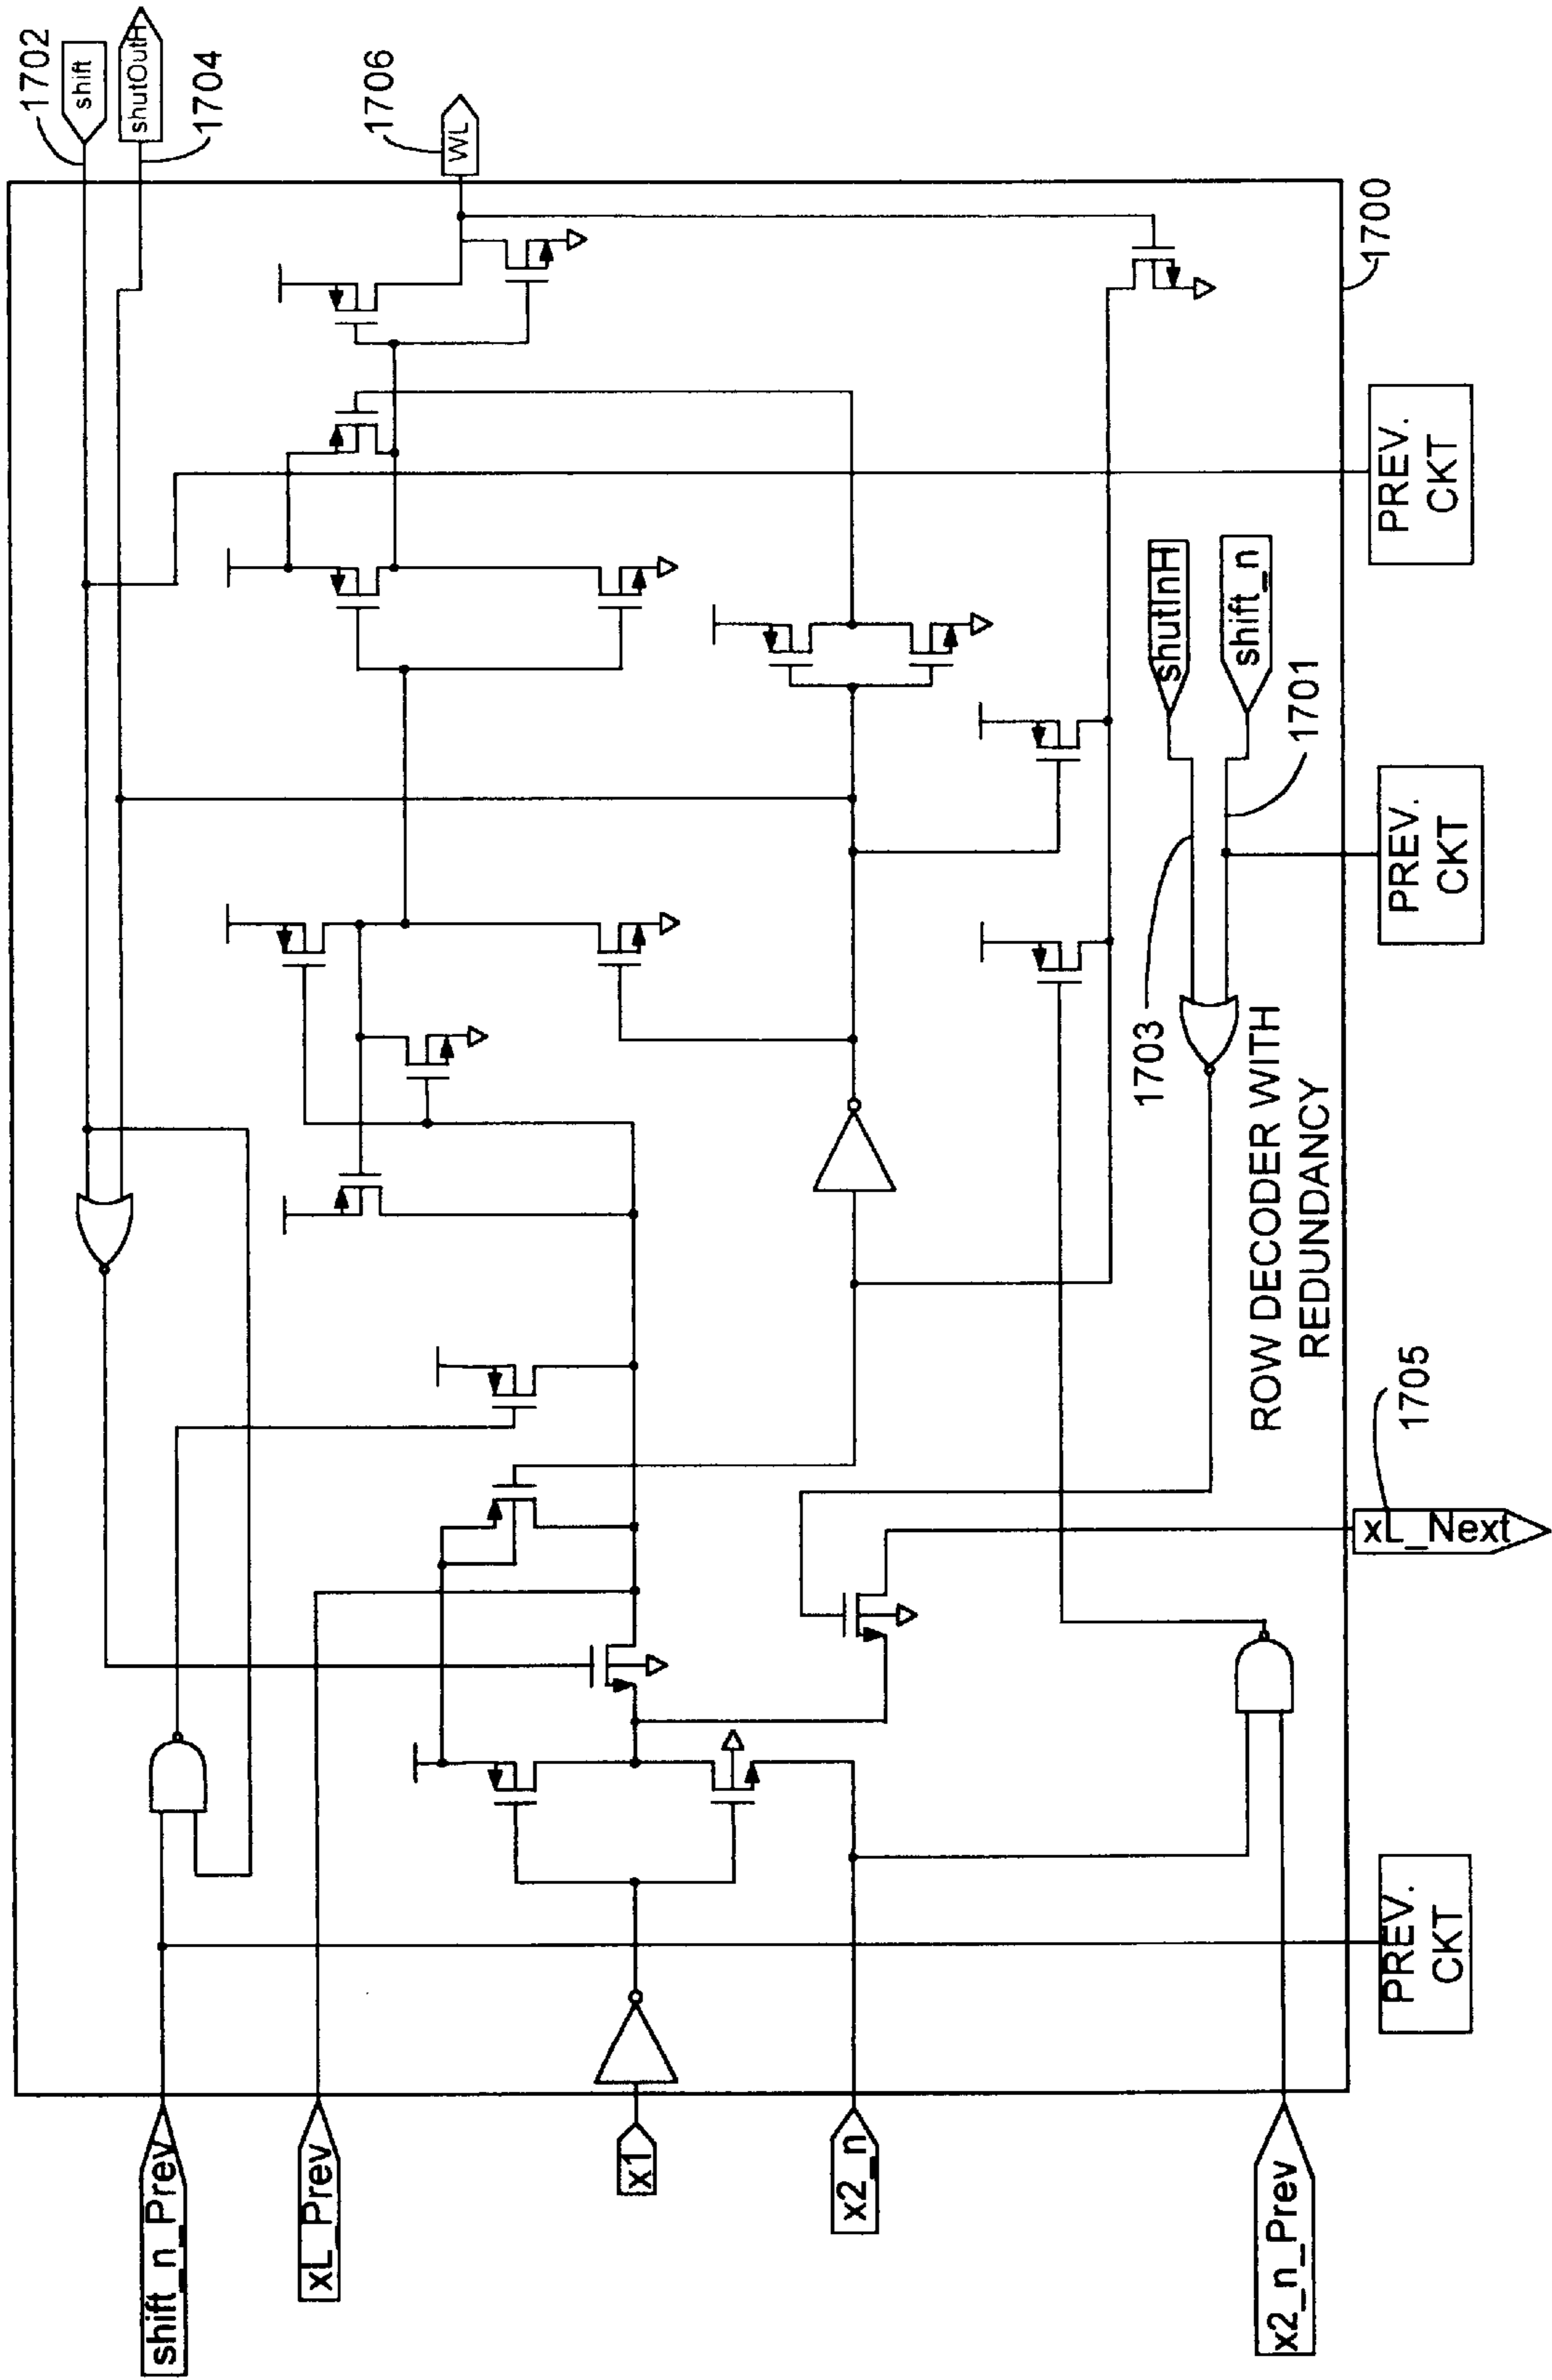 1702
shift
shutOutH
1704
1706
WL
1700
PREV.
CKT
shutInH
shift_n
1701
PREV.
CKT
1703
ROW DECODER WITH
REDUNDANCY
1705
xL_Next
PREV.
CKT
shift_n_Prev
xL_Prev
x1
x2_n
x2_n_Prev